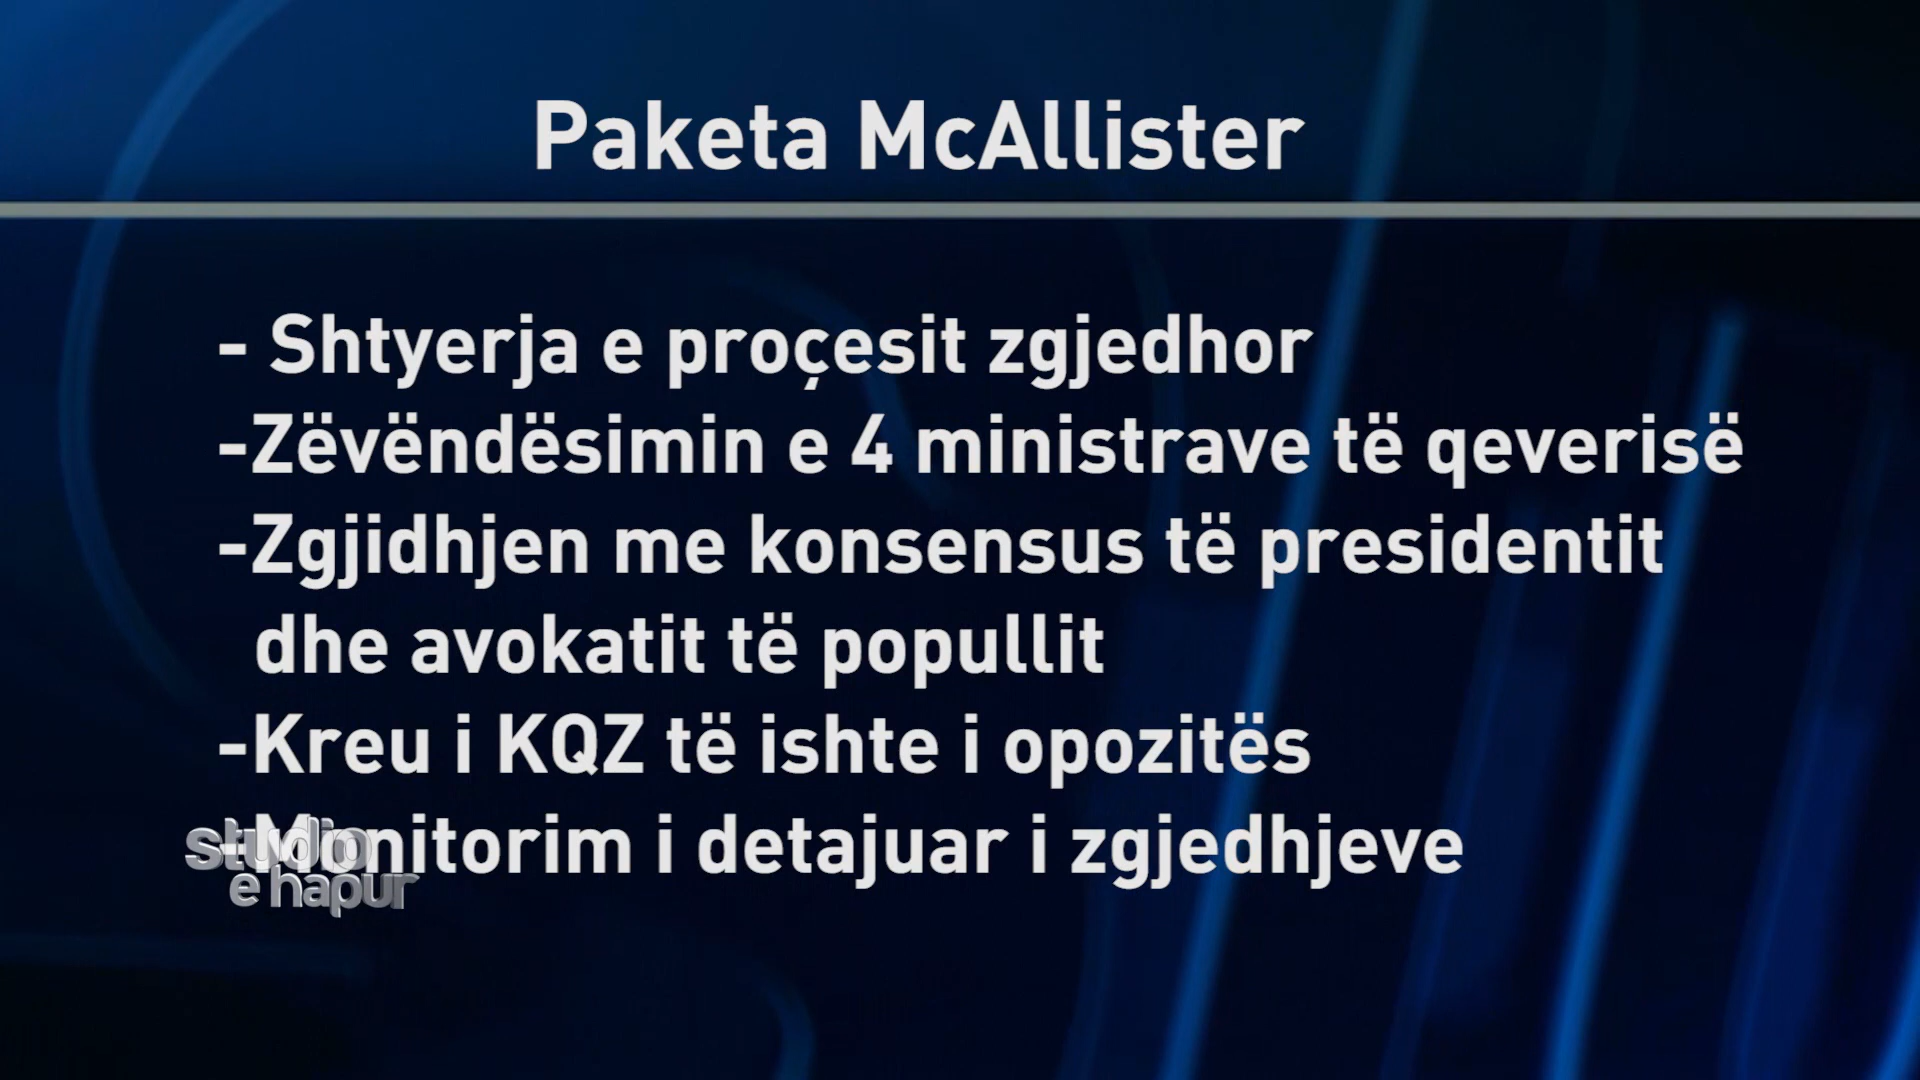 Paketa McAllister
- Shtyerja e proçesit zgjedhor
-Zëvëndësimin e 4 ministrave të qeverisë
-Zgjidhjen me konsensus të presidentit
dhe avokatit të popullit
-Kreu i KQZ të ishte i opozitës
-Monitorim i detajuar i zgjedhjeve
studio
e hapur